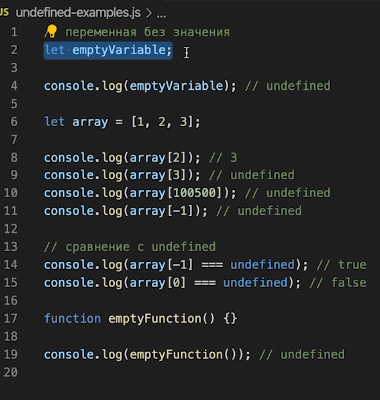 JS undefined-examples.js > ...
1 // переменная без значения
2 let emptyVariable;
3
4 console.log(emptyVariable); // undefined
5
6 let array = [1, 2, 3];
7
8 console.log(array[2]); // 3
9 console.log(array[3]); // undefined
10 console.log(array[100500]); // undefined
11 console.log(array[-1]); // undefined
12
13 // сравнение с undefined
14 console.log(array[-1] === undefined); // true
15 console.log(array[0] === undefined); // false
16
17 function emptyFunction() {}
18
19 console.log(emptyFunction()); // undefined
20